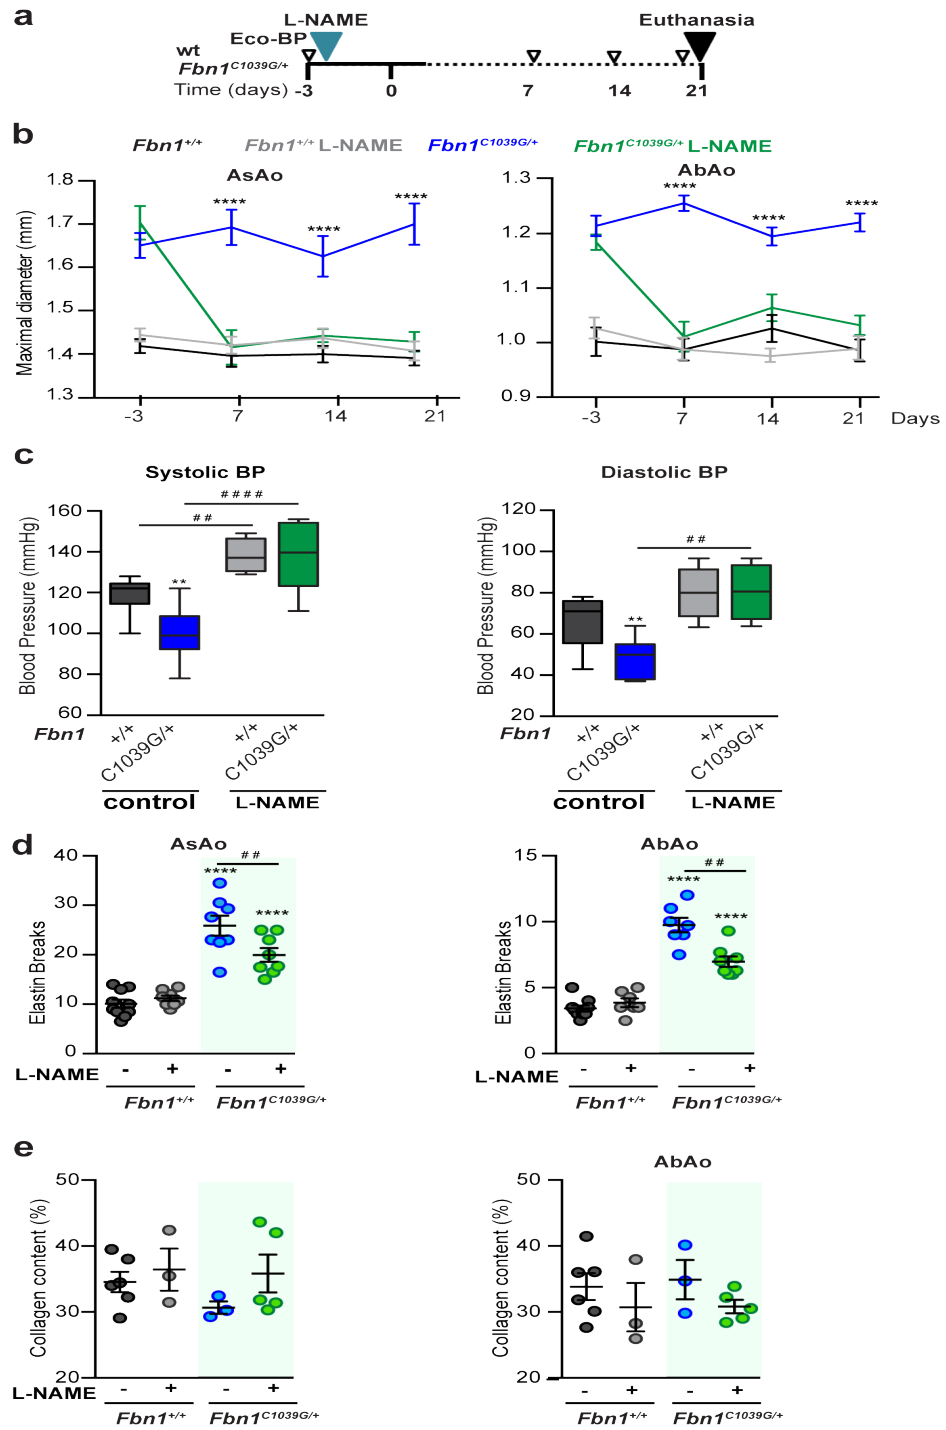 a
L-NAME
Euthanasia
Eco-BP
wt
Fbn1C1039G/+
Time (days) -3 0 7 14 21
b
Fbn1+/+ Fbn1+/+ L-NAME Fbn1C1039G/+ Fbn1C1039G/+ L-NAME
AsAo AbAo
Maximal diameter (mm)
1.8
1.7
1.6
1.5
1.4
1.3
**** **** ****
-3 7 14 21
1.3
1.2
1.1
1.0
0.9
**** **** ****
-3 7 14 21 Days
c
Systolic BP
Blood Pressure (mmHg)
160
140
120
100
80
60
####
##
**
Fbn1 +/+ C1039G/+ +/+ C1039G/+
control L-NAME
Diastolic BP
Blood Pressure (mmHg)
120
100
80
60
40
20
##
**
Fbn1 +/+ C1039G/+ +/+ C1039G/+
control L-NAME
d
AsAo
Elastin Breaks
40
30
20
10
0
##
****
****
L-NAME - + - +
Fbn1+/+ Fbn1C1039G/+
AbAo
Elastin Breaks
15
10
5
0
##
****
****
L-NAME - + - +
Fbn1+/+ Fbn1C1039G/+
e
Collagen content (%)
50
40
30
20
L-NAME - + - +
Fbn1+/+ Fbn1C1039G/+
AbAo
Collagen content (%)
50
40
30
20
- + - +
Fbn1+/+ Fbn1C1039G/+